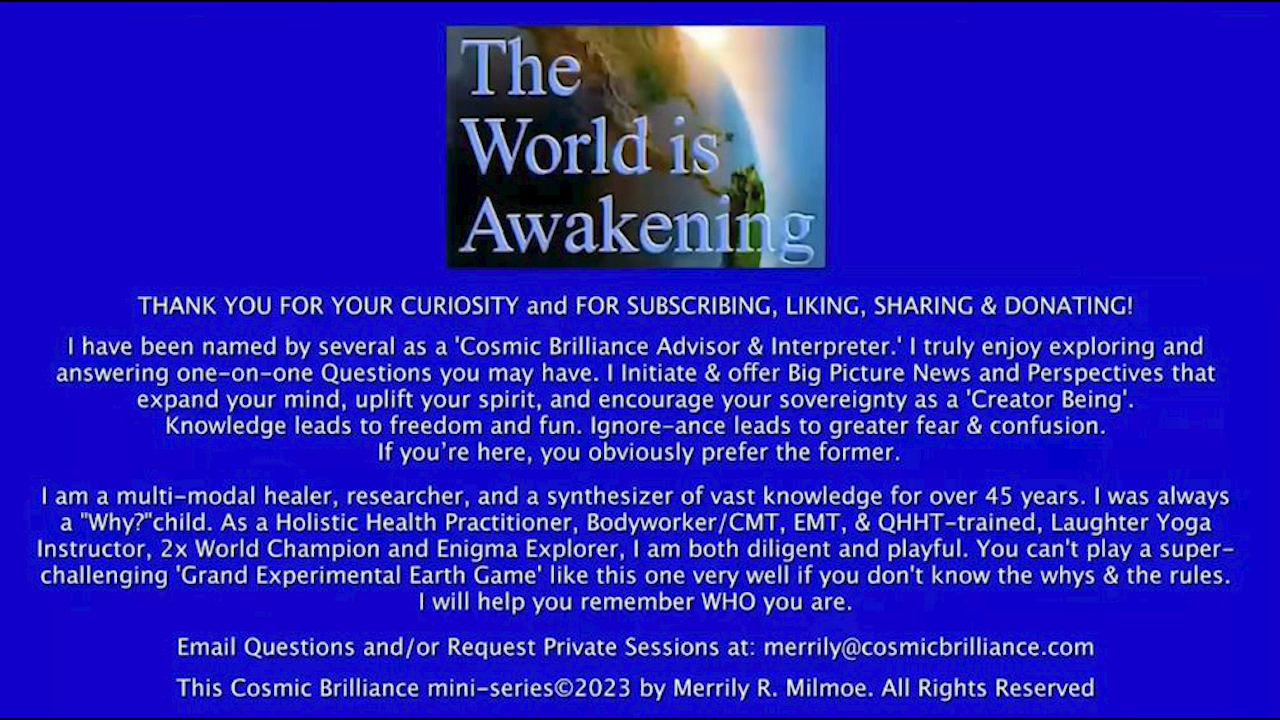 The
World is
Awakening
THANK YOU FOR YOUR CURIOSITY and FOR SUBSCRIBING, LIKING, SHARING & DONATING!
I have been named by several as a 'Cosmic Brilliance Advisor & Interpreter.' I truly enjoy exploring and
answering one-on-one Questions you may have. I Initiate & offer Big Picture News and Perspectives that
expand your mind, uplift your spirit, and encourage your sovereignty as a 'Creator Being'.
Knowledge leads to freedom and fun. Ignore-ance leads to greater fear & confusion.
If you’re here, you obviously prefer the former.
I am a multi-modal healer, researcher, and a synthesizer of vast knowledge for over 45 years. I was always
a "Why?"child. As a Holistic Health Practitioner, Bodyworker/CMT, EMT, & QHHT-trained, Laughter Yoga
Instructor, 2x World Champion and Enigma Explorer, I am both diligent and playful. You can't play a super-
challenging 'Grand Experimental Earth Game' like this one very well if you don't know the whys & the rules.
I will help you remember WHO you are.
Email Questions and/or Request Private Sessions at: merrily@cosmicbrilliance.com
This Cosmic Brilliance mini-series©2023 by Merrily R. Milmoe. All Rights Reserved